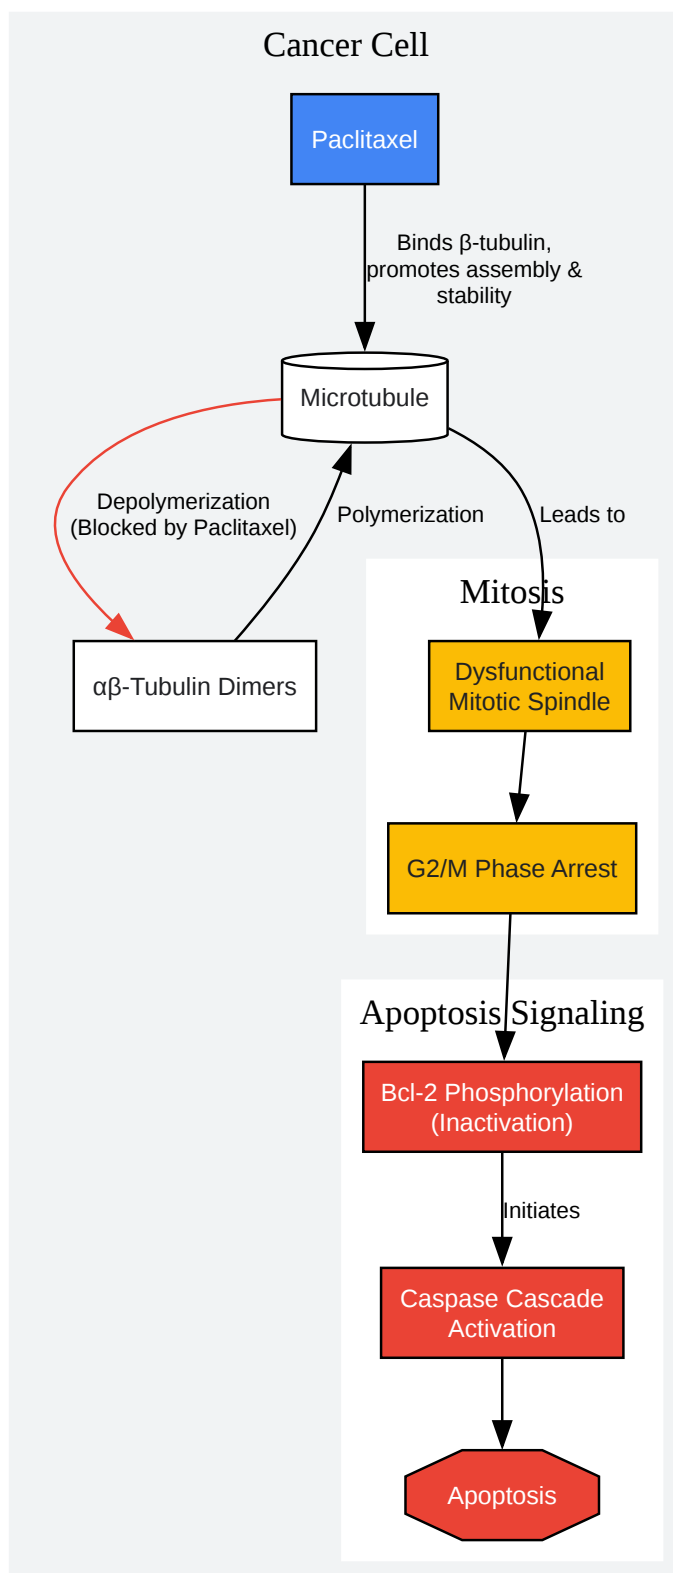 Cancer Cell
Paclitaxel
Binds β-tubulin,
promotes assembly &
stability
Microtubule
Depolymerization
(Blocked by Paclitaxel)
Polymerization
Leads to
Mitosis
αβ-Tubulin Dimers
Dysfunctional
Mitotic Spindle
G2/M Phase Arrest
Apoptosis Signaling
Bcl-2 Phosphorylation
(Inactivation)
Initiates
Caspase Cascade
Activation
Apoptosis